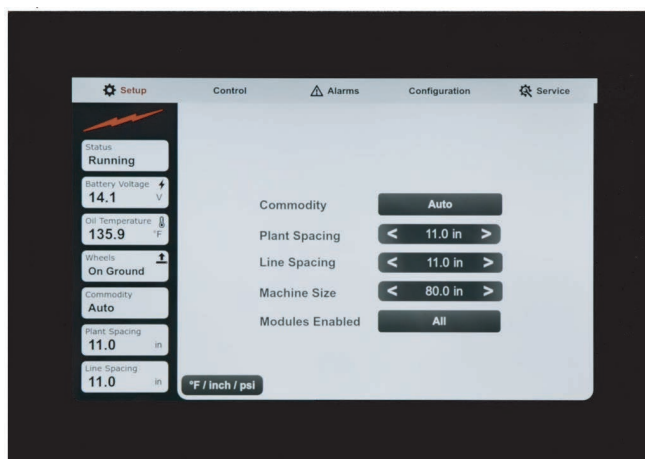 Setup
Control
Alarms
Configuration
Service
Status
Running
Battery Voltage
14.1 V
Oil Temperature
135.9 °F
Wheels
On Ground
Commodity
Auto
Plant Spacing
11.0 in
Line Spacing
11.0 in
Commodity Auto
Plant Spacing < 11.0 in >
Line Spacing < 11.0 in >
Machine Size < 80.0 in >
Modules Enabled All
°F / inch / psi